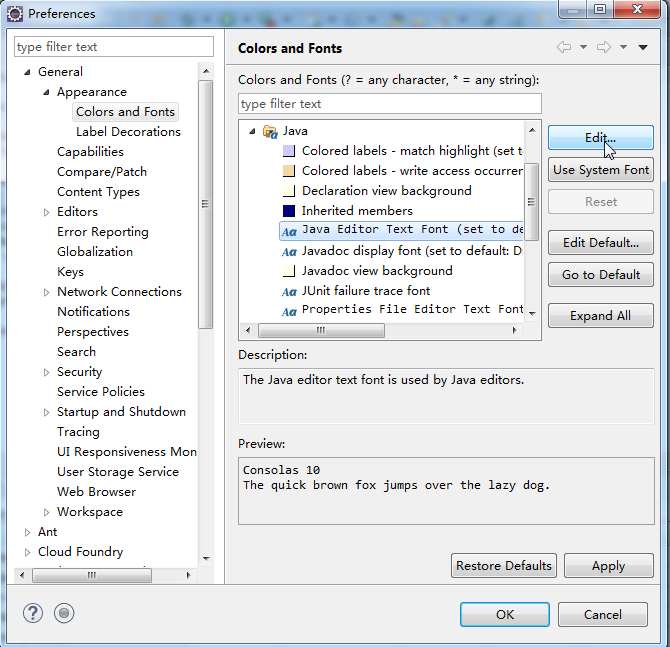 Preferences
type filter text
General
Appearance
Colors and Fonts
Label Decorations
Capabilities
Compare/Patch
Content Types
Editors
Error Reporting
Globalization
Keys
Network Connections
Notifications
Perspectives
Search
Security
Service Policies
Startup and Shutdown
Tracing
UI Responsiveness Mon
User Storage Service
Web Browser
Workspace
Ant
Cloud Foundry
Colors and Fonts
Colors and Fonts (? = any character, * = any string):
type filter text
Java
Colored labels - match highlight (set to
Colored labels - write access occurrer
Declaration view background
Inherited members
Java Editor Text Font (set to de
Javadoc display font (set to default: D
Javadoc view background
JUnit failure trace font
Properties File Editor Text Font
Edit...
Use System Font
Reset
Edit Default...
Go to Default
Expand All
Description:
The Java editor text font is used by Java editors.
Preview:
Consolas 10
The quick brown fox jumps over the lazy dog.
Restore Defaults
Apply
OK
Cancel